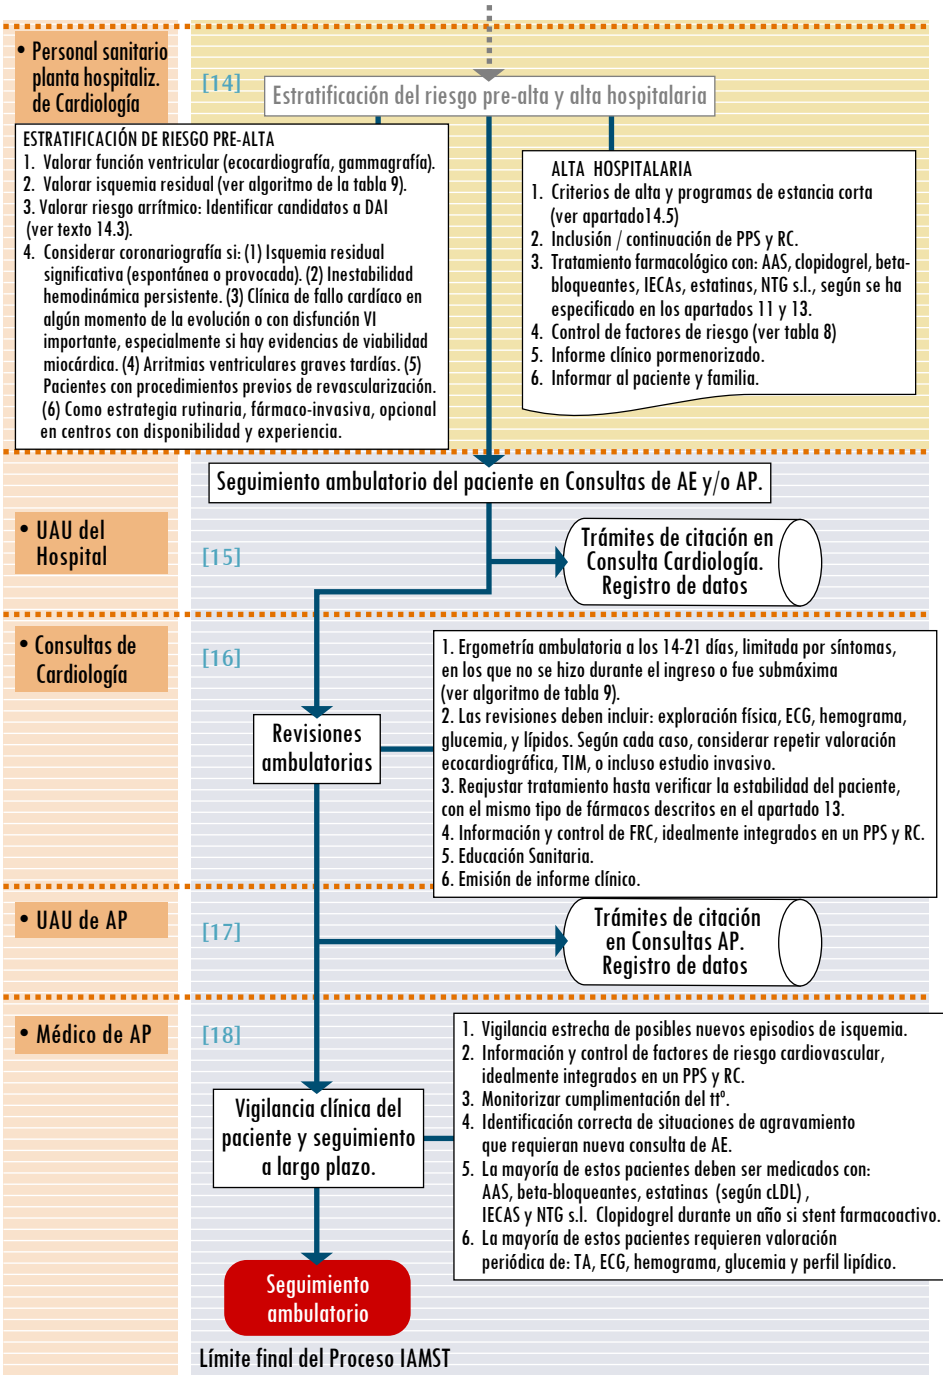 • Personal sanitario
planta hospitaliz.
de Cardiología
[14]
Estratificación del riesgo pre-alta y alta hospitalaria
ESTRATIFICACIÓN DE RIESGO PRE-ALTA
1. Valorar función ventricular (ecocardiografía, gammagrafía).
2. Valorar isquemia residual (ver algoritmo de la tabla 9).
3. Valorar riesgo arrítmico: Identificar candidatos a DAI
(ver texto 14.3).
4. Considerar coronariografía si: (1) Isquemia residual
significativa (espontánea o provocada). (2) Inestabilidad
hemodinámica persistente. (3) Clínica de fallo cardíaco en
algún momento de la evolución o con disfunción VI
importante, especialmente si hay evidencias de viabilidad
miocárdica. (4) Arritmias ventriculares graves tardías. (5)
Pacientes con procedimientos previos de revascularización.
(6) Como estrategia rutinaria, fármaco-invasiva, opcional
en centros con disponibilidad y experiencia.
ALTA HOSPITALARIA
1. Criterios de alta y programas de estancia corta
(ver apartado14.5)
2. Inclusión / continuación de PPS y RC.
3. Tratamiento farmacológico con: AAS, clopidogrel, beta-
bloqueantes, IECAs, estatinas, NTG s.l., según se ha
especificado en los apartados 11 y 13.
4. Control de factores de riesgo (ver tabla 8)
5. Informe clínico pormenorizado.
6. Informar al paciente y familia.
Seguimiento ambulatorio del paciente en Consultas de AE y/o AP.
• UAU del
Hospital
[15]
Trámites de citación en
Consulta Cardiología.
Registro de datos
• Consultas de
Cardiología
[16]
Revisiones
ambulatorias
1. Ergometría ambulatoria a los 14-21 días, limitada por síntomas,
en los que no se hizo durante el ingreso o fue submáxima
(ver algoritmo de tabla 9).
2. Las revisiones deben incluir: exploración física, ECG, hemograma,
glucemia, y lípidos. Según cada caso, considerar repetir valoración
ecocardiográfica, TIM, o incluso estudio invasivo.
3. Reajustar tratamiento hasta verificar la estabilidad del paciente,
con el mismo tipo de fármacos descritos en el apartado 13.
4. Información y control de FRC, idealmente integrados en un PPS y RC.
5. Educación Sanitaria.
6. Emisión de informe clínico.
• UAU de AP
[17]
Trámites de citación
en Consultas AP.
Registro de datos
• Médico de AP
[18]
Vigilancia clínica del
paciente y seguimiento
a largo plazo.
1. Vigilancia estrecha de posibles nuevos episodios de isquemia.
2. Información y control de factores de riesgo cardiovascular,
idealmente integrados en un PPS y RC.
3. Monitorizar cumplimentación del ttº.
4. Identificación correcta de situaciones de agravamiento
que requieran nueva consulta de AE.
5. La mayoría de estos pacientes deben ser medicados con:
AAS, beta-bloqueantes, estatinas (según cLDL) ,
IECAS y NTG s.l. Clopidogrel durante un año si stent farmacoactivo.
6. La mayoría de estos pacientes requieren valoración
periódica de: TA, ECG, hemograma, glucemia y perfil lipídico.
Seguimiento
ambulatorio
Límite final del Proceso IAMST